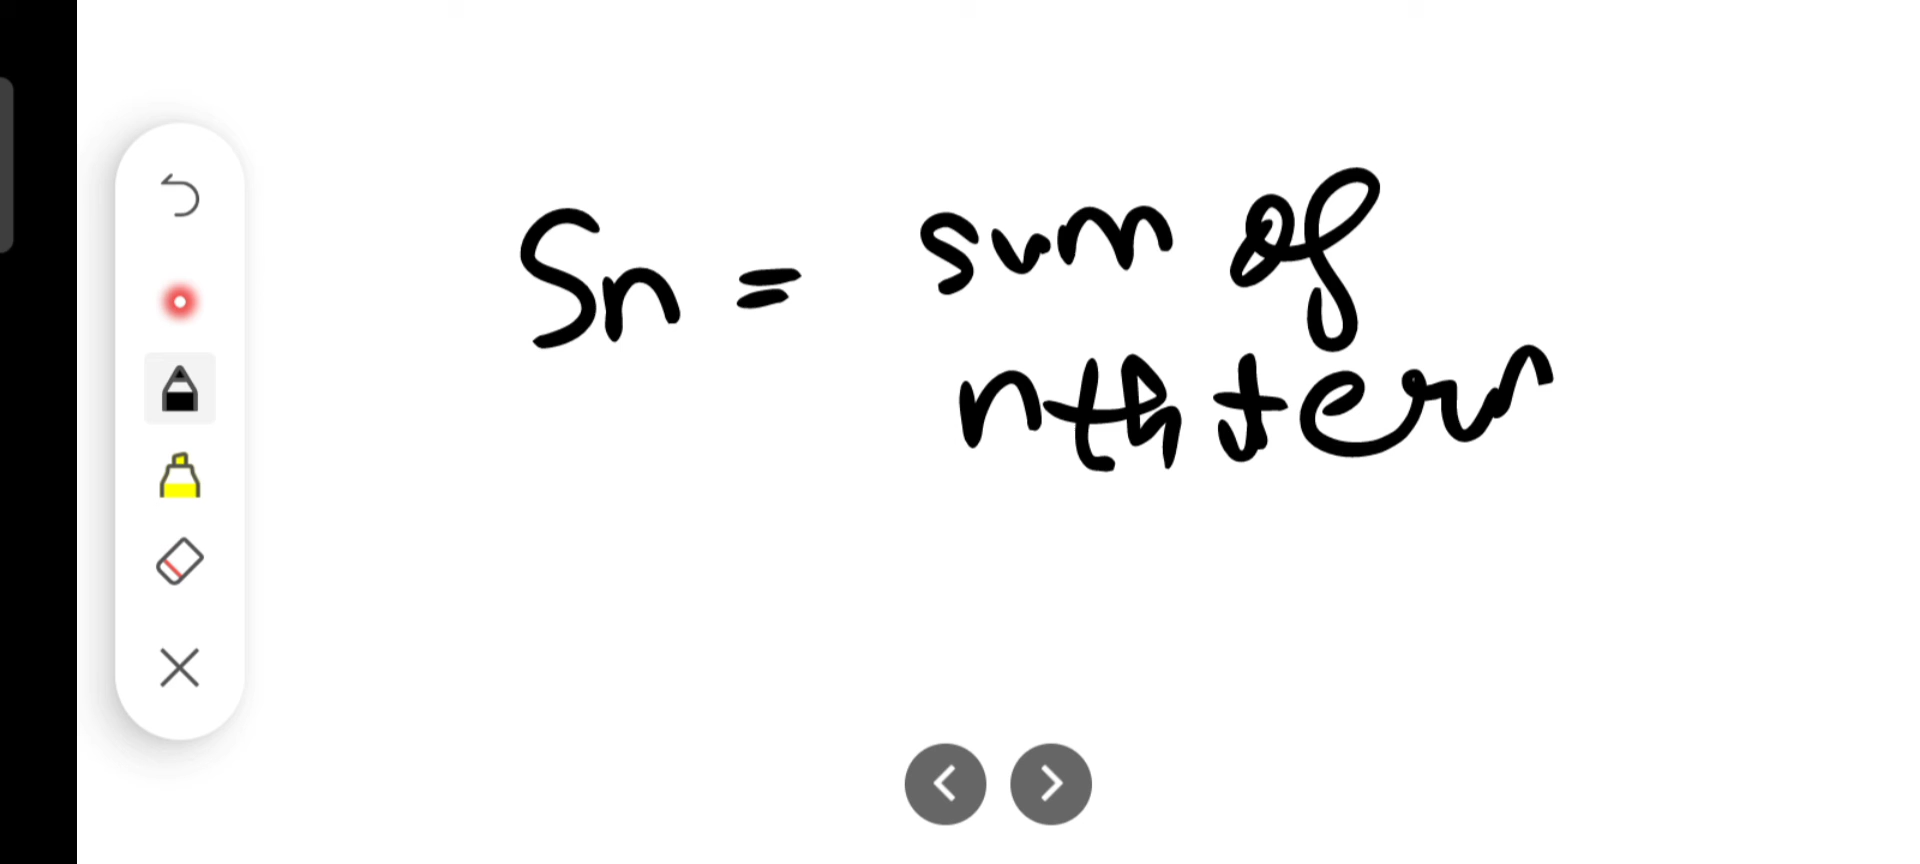 Sn = sum of
nth term